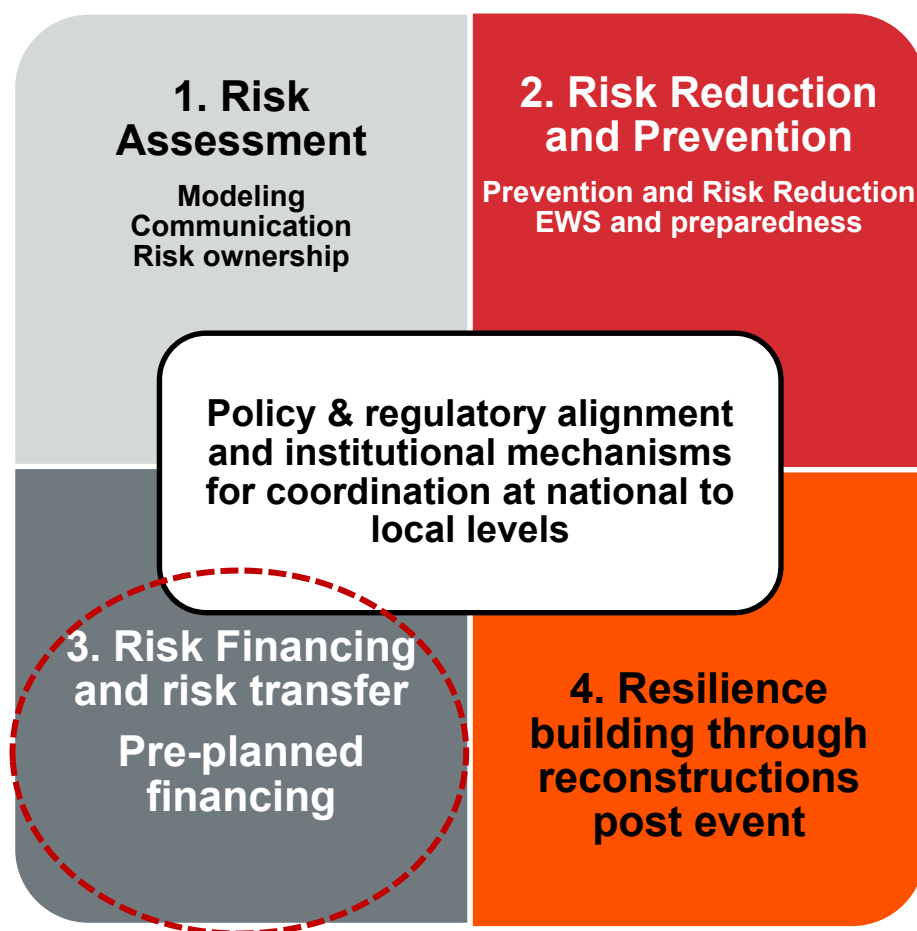 1. Risk
Assessment
Modeling
Communication
Risk ownership
2. Risk Reduction
and Prevention
Prevention and Risk Reduction
EWS and preparedness
Policy & regulatory alignment
and institutional mechanisms
for coordination at national to
local levels
3. Risk Financing
and risk transfer
Pre-planned
financing
4. Resilience
building through
reconstructions
post event